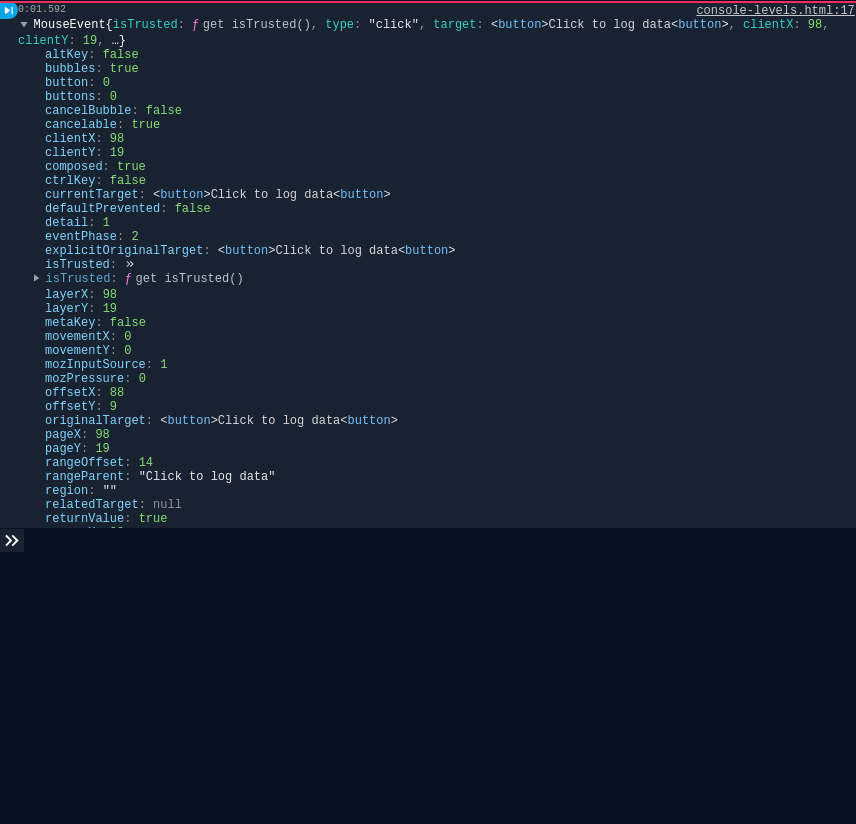 0:01.592 console-levels.html:17
MouseEvent{isTrusted: ƒ get isTrusted(), type: "click", target: <button>Click to log data<button>, clientX: 98,
clientY: 19, …}
altKey: false
bubbles: true
button: 0
buttons: 0
cancelBubble: false
cancelable: true
clientX: 98
clientY: 19
composed: true
ctrlKey: false
currentTarget: <button>Click to log data<button>
defaultPrevented: false
detail: 1
eventPhase: 2
explicitOriginalTarget: <button>Click to log data<button>
isTrusted: »
isTrusted: ƒ get isTrusted()
layerX: 98
layerY: 19
metaKey: false
movementX: 0
movementY: 0
mozInputSource: 1
mozPressure: 0
offsetX: 88
offsetY: 9
originalTarget: <button>Click to log data<button>
pageX: 98
pageY: 19
rangeOffset: 14
rangeParent: "Click to log data"
region: ""
relatedTarget: null
returnValue: true